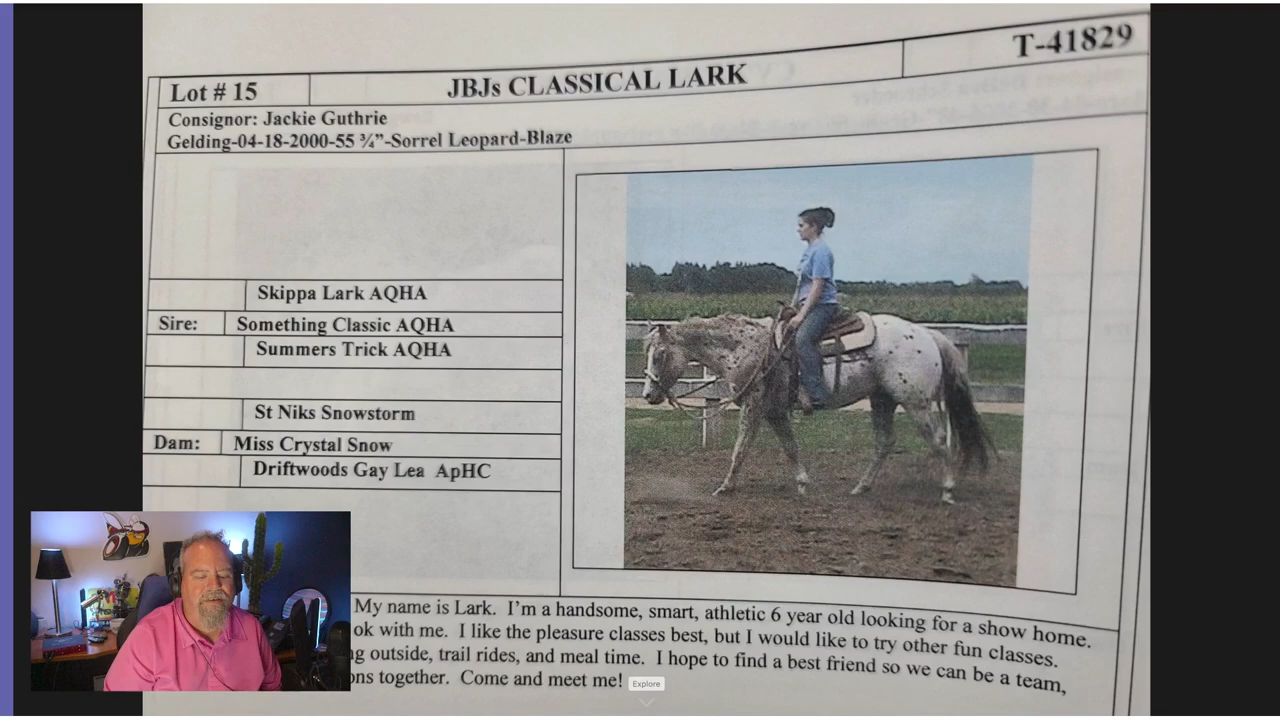 T-41829
Lot # 15
JBJs CLASSICAL LARK
Consignor: Jackie Guthrie
Gelding-04-18-2000-55 ¾”-Sorrel Leopard-Blaze
Skippa Lark AQHA
Sire: Something Classic AQHA
Summers Trick AQHA
St Niks Snowstorm
Dam: Miss Crystal Snow
Driftwoods Gay Lea ApHC
My name is Lark. I'm a handsome, smart, athletic 6 year old looking for a show home.
ok with me. I like the pleasure classes best, but I would like to try other fun classes.
outside, trail rides, and meal time. I hope to find a best friend so we can be a team,
together. Come and meet me!
Explore